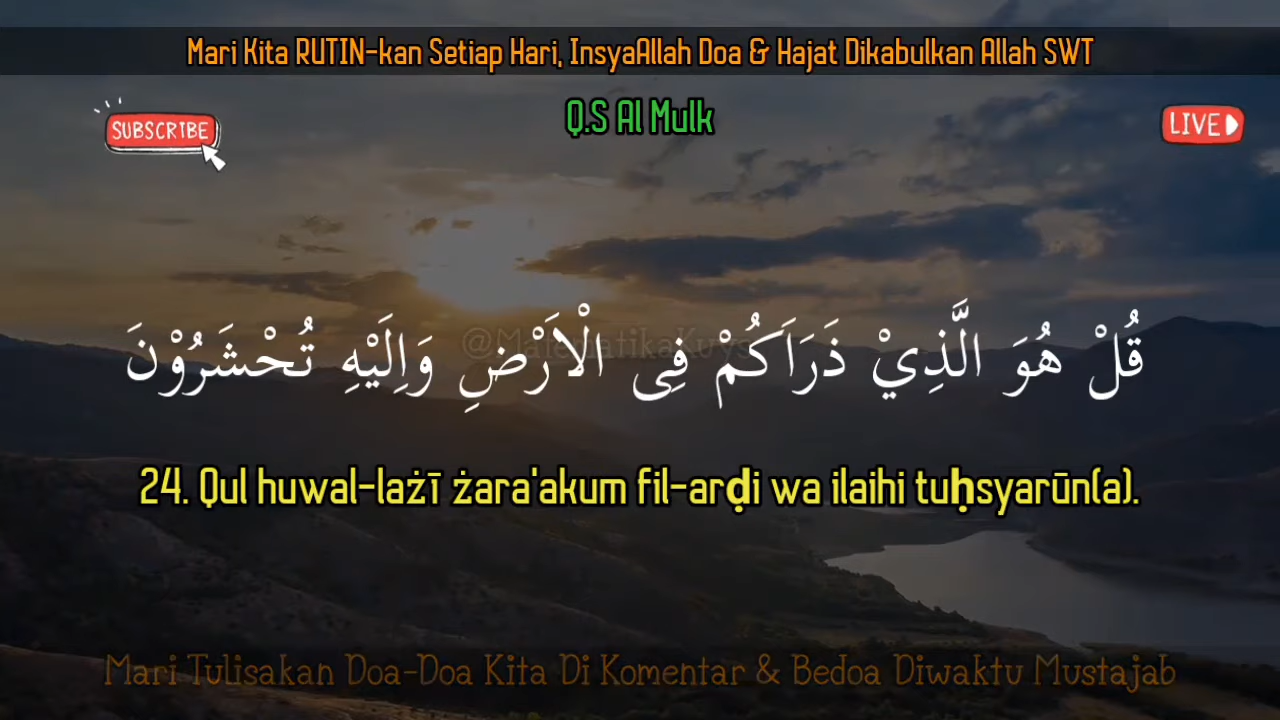 Mari Kita RUTIN-kan Setiap Hari, InsyaAllah Doa & Hajat Dikabulkan Allah SWT
Q.S Al Mulk
SUBSCRIBE
LIVE
قُلْ هُوَ الَّذِيْ ذَرَاَكُمْ فِى الْاَرْضِ وَاِلَيْهِ تُحْشَرُوْنَ
24. Qul huwal-lażī żara'akum fil-arḍi wa ilaihi tuḥsyarūn(a).
Mari Tulisakan Doa-Doa Kita Di Komentar & Bedoa Diwaktu Mustajab